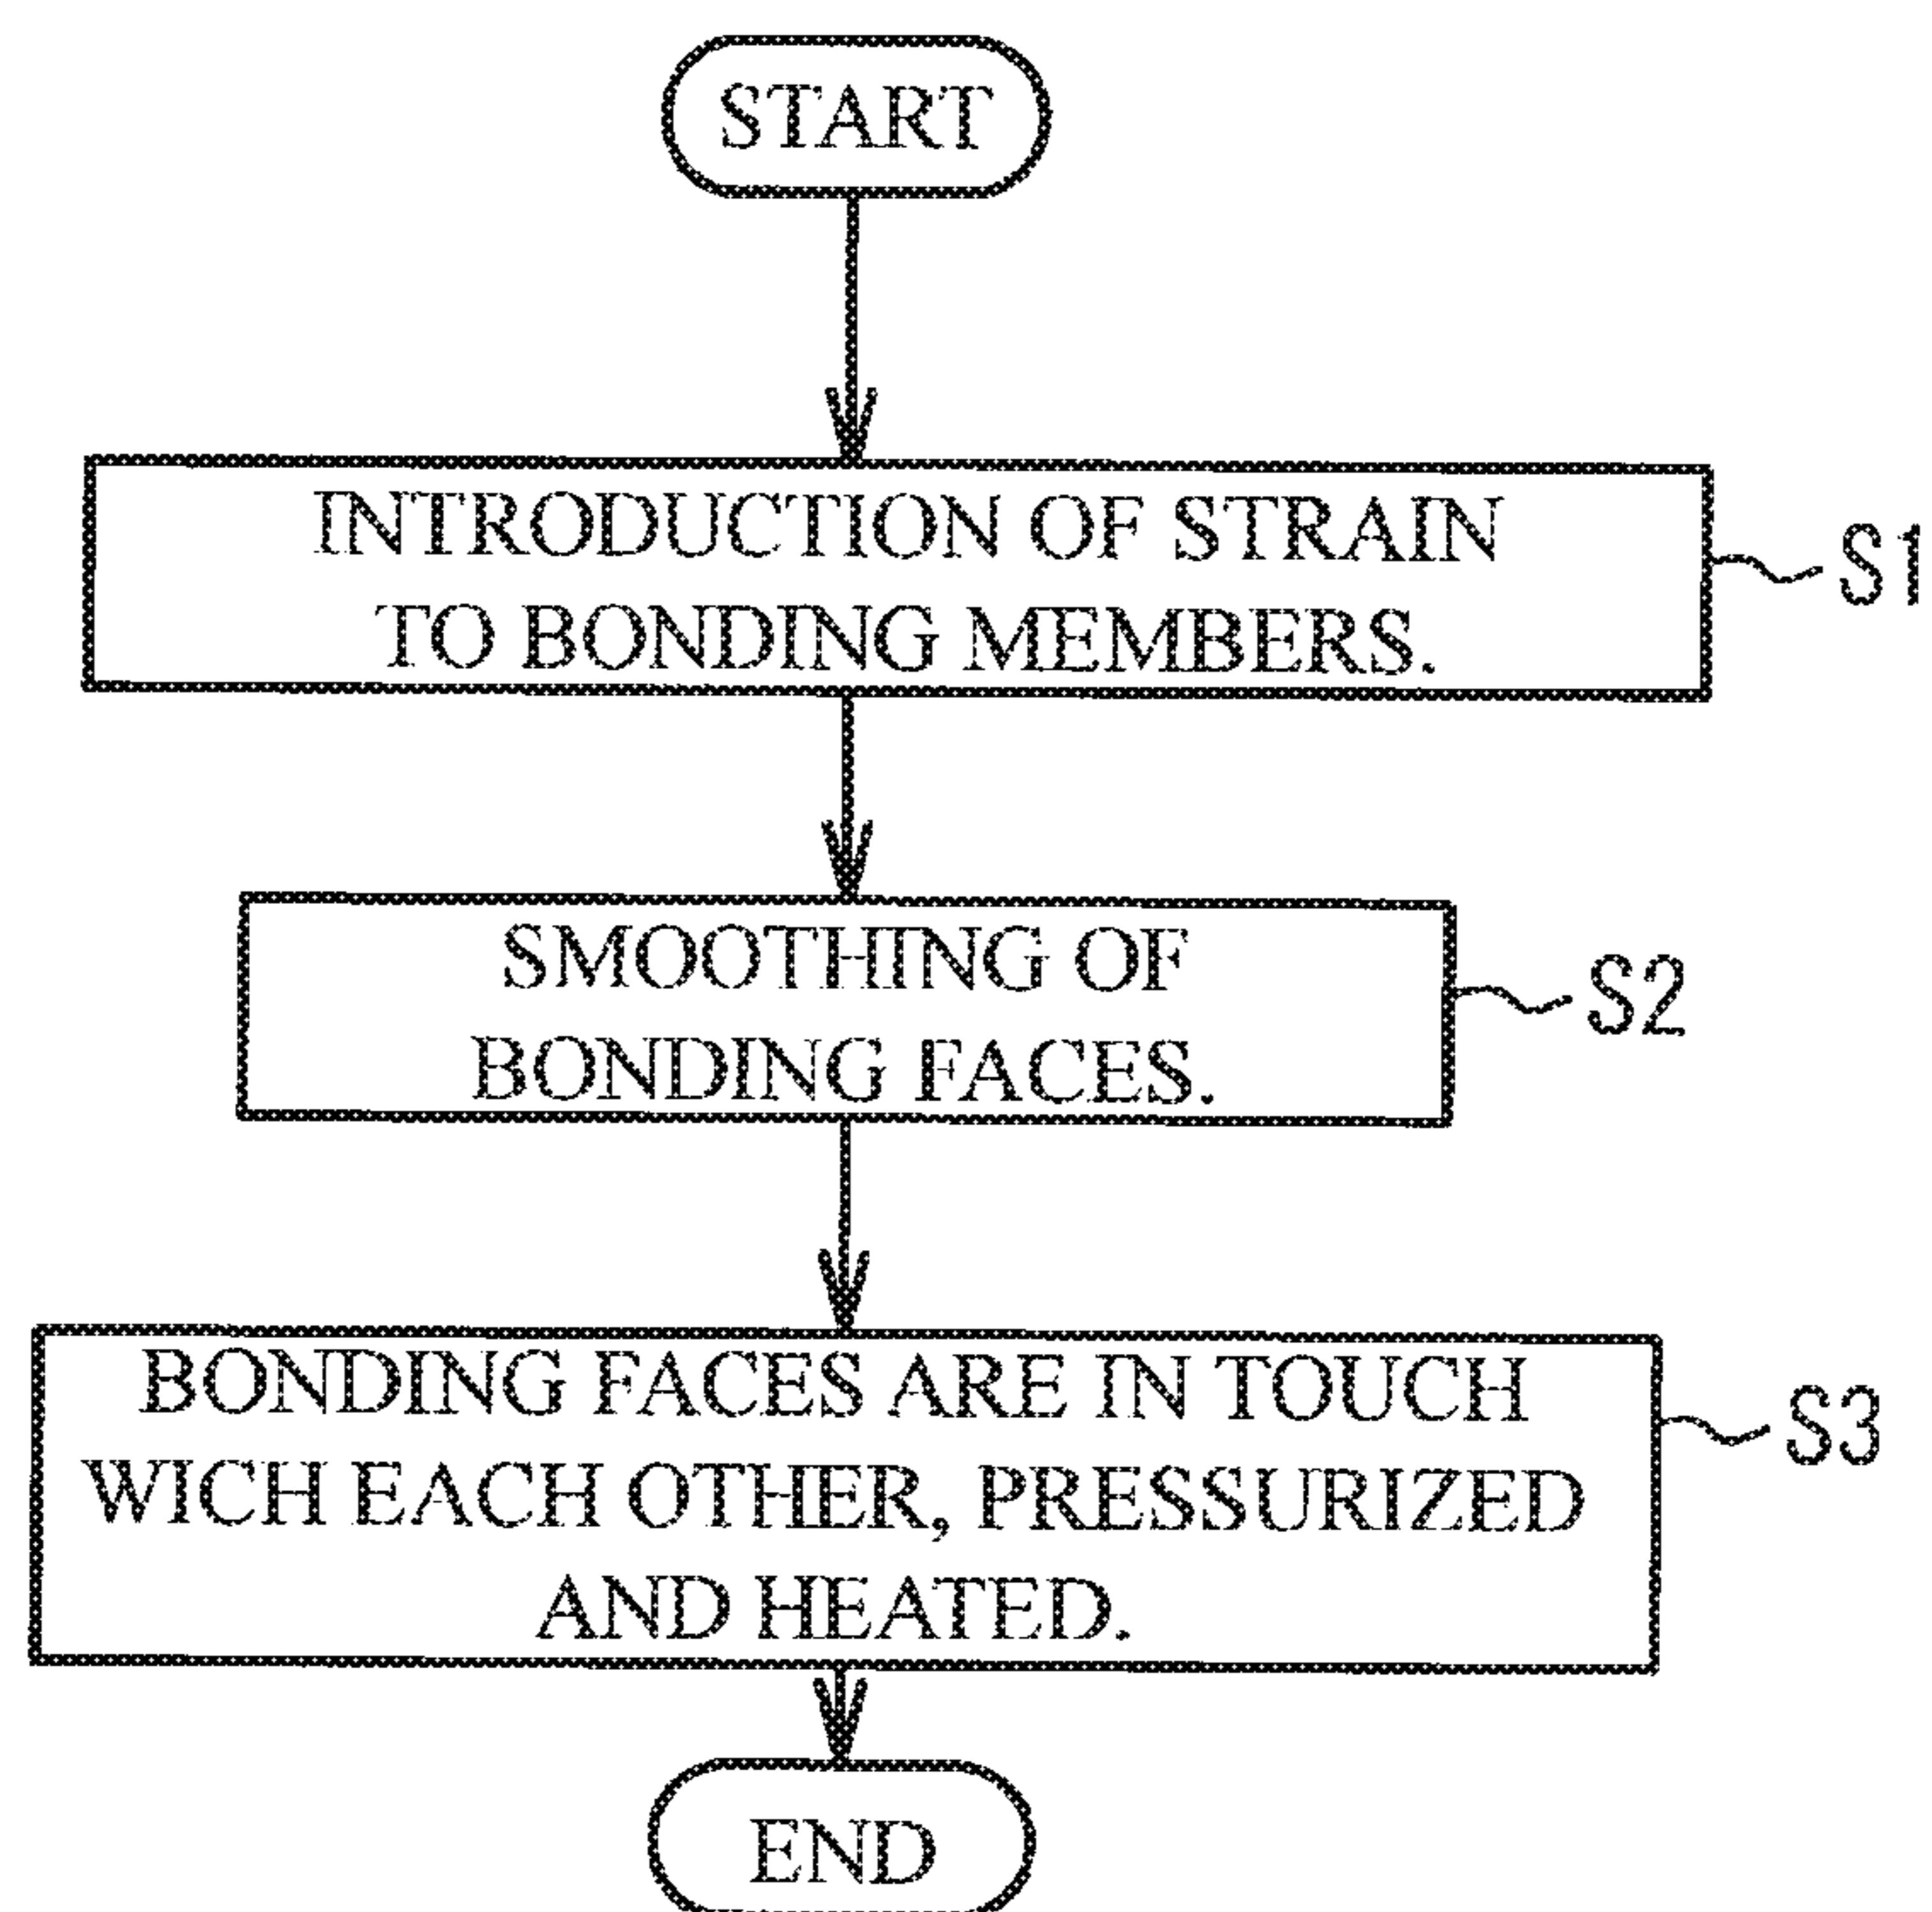 START
INTRODUCTION OF STRAIN
TO BONDING MEMBERS.
S1
SMOOTHING OF
BONDING FACES.
S2
BONDING FACES ARE IN TOUCH
WICH EACH OTHER, PRESSURIZED
AND HEATED.
S3
END